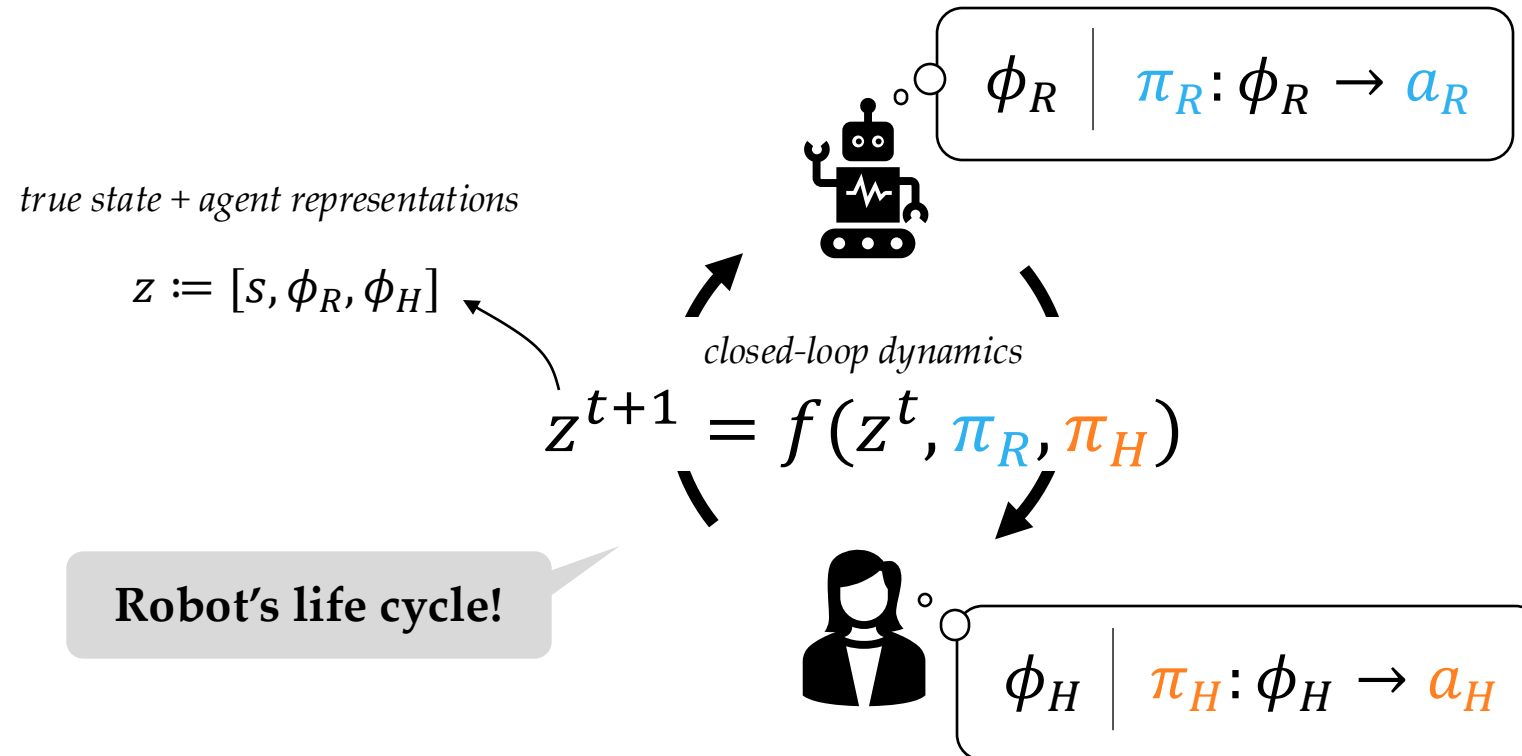 ϕ_R | π_R: ϕ_R → a_R
true state + agent representations
z ≔ [s, ϕ_R, ϕ_H]
closed-loop dynamics
z^{t+1} = f(z^t, π_R, π_H)
Robot’s life cycle!
ϕ_H | π_H: ϕ_H → a_H